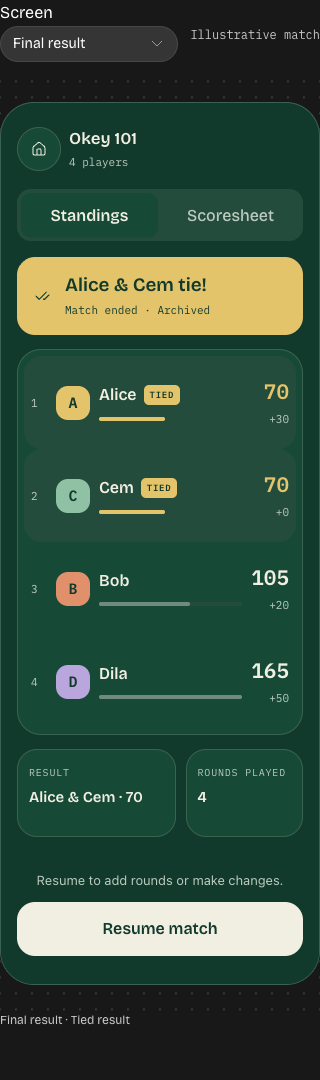 Screen
Final result
Illustrative match
Okey 101
4 players
Standings
Scoresheet
Alice & Cem tie!
Match ended · Archived
1
A
Alice
TIED
70
+30
2
C
Cem
TIED
70
+0
3
B
Bob
105
+20
4
D
Dila
165
+50
RESULT
Alice & Cem · 70
ROUNDS PLAYED
4
Resume to add rounds or make changes.
Resume match
Final result · Tied result